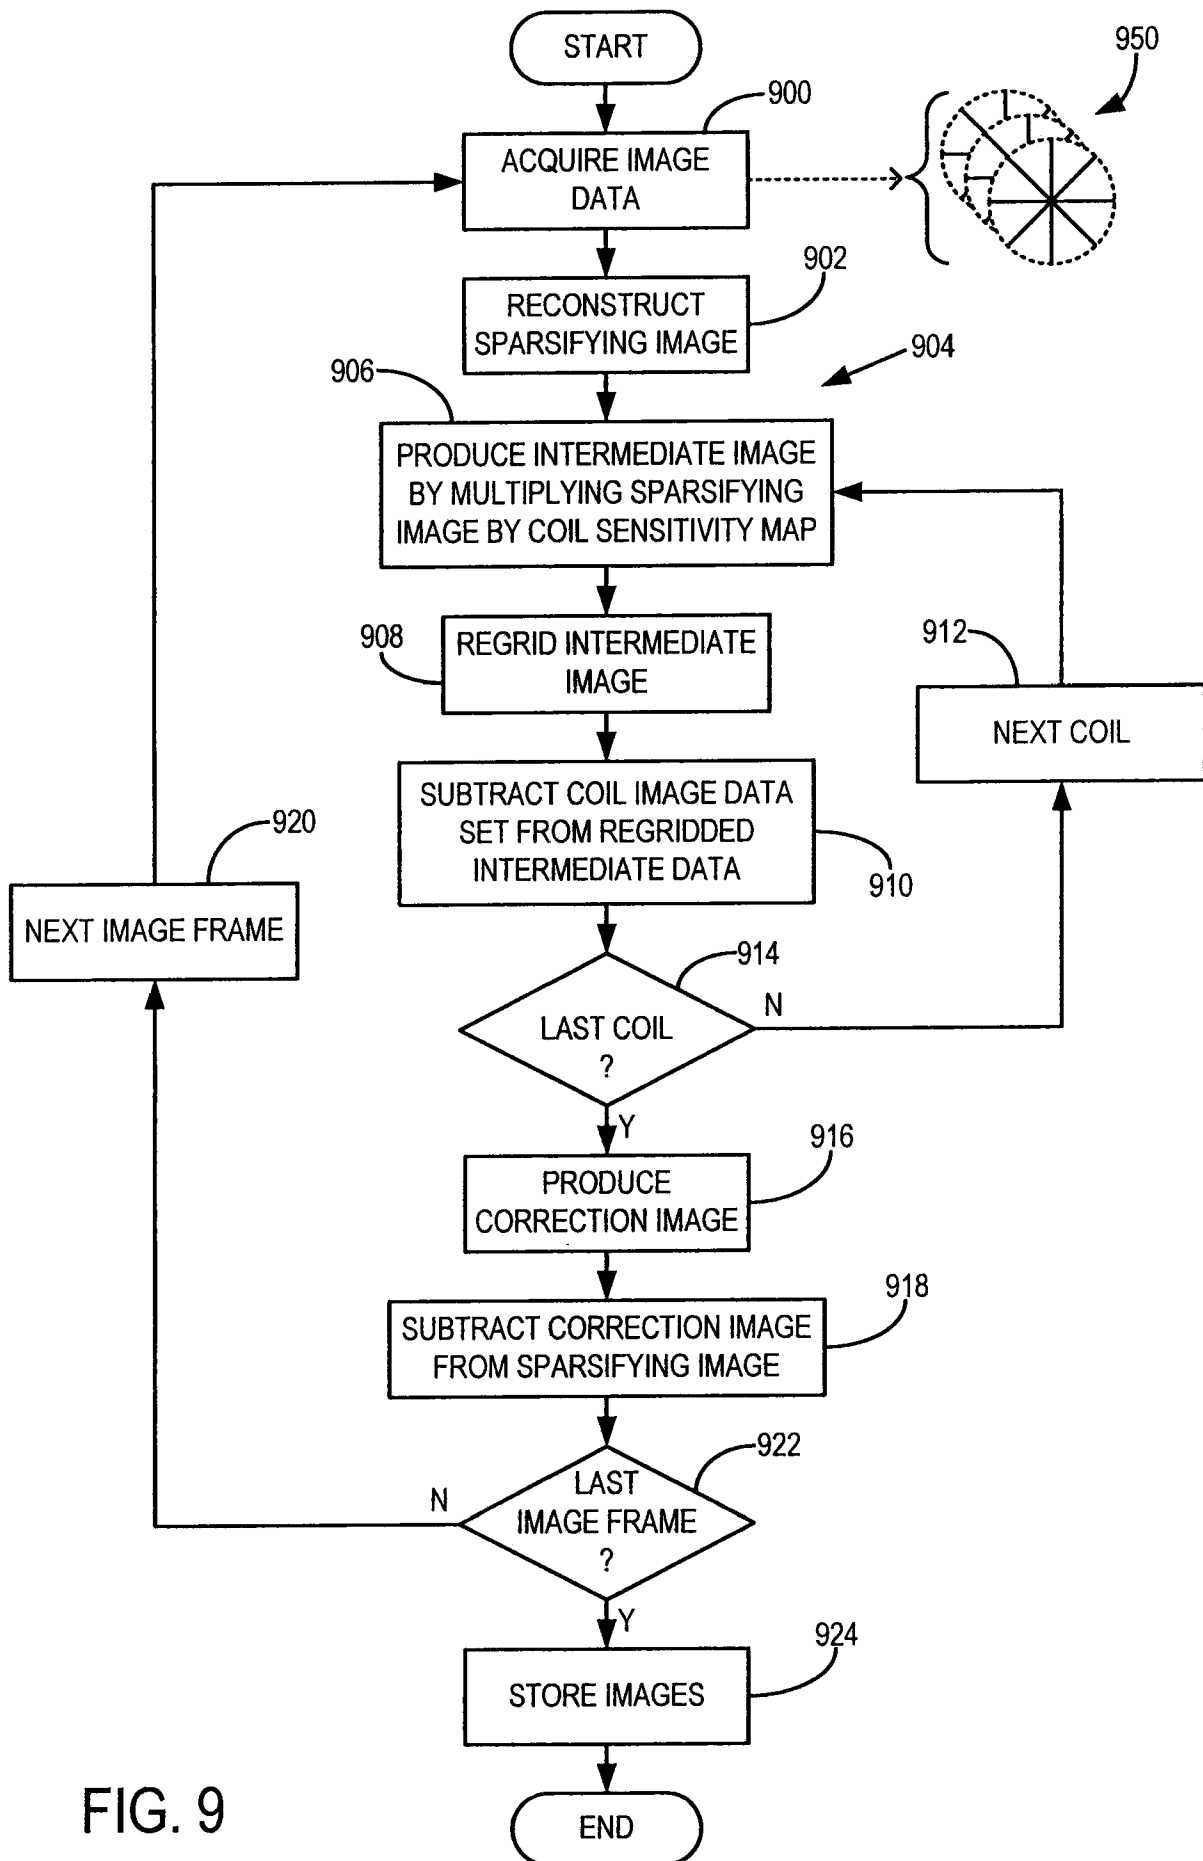 START
950
900
ACQUIRE IMAGE
DATA
902
RECONSTRUCT
SPARSIFYING IMAGE
904
906
PRODUCE INTERMEDIATE IMAGE
BY MULTIPLYING SPARSIFYING
IMAGE BY COIL SENSITIVITY MAP
908
REGRID INTERMEDIATE
IMAGE
912
NEXT COIL
SUBTRACT COIL IMAGE DATA
SET FROM REGRIDDED
INTERMEDIATE DATA
910
920
NEXT IMAGE FRAME
914
LAST COIL
?
N
Y
916
PRODUCE
CORRECTION IMAGE
918
SUBTRACT CORRECTION IMAGE
FROM SPARSIFYING IMAGE
922
LAST
IMAGE FRAME
?
N
Y
924
STORE IMAGES
END
FIG. 9